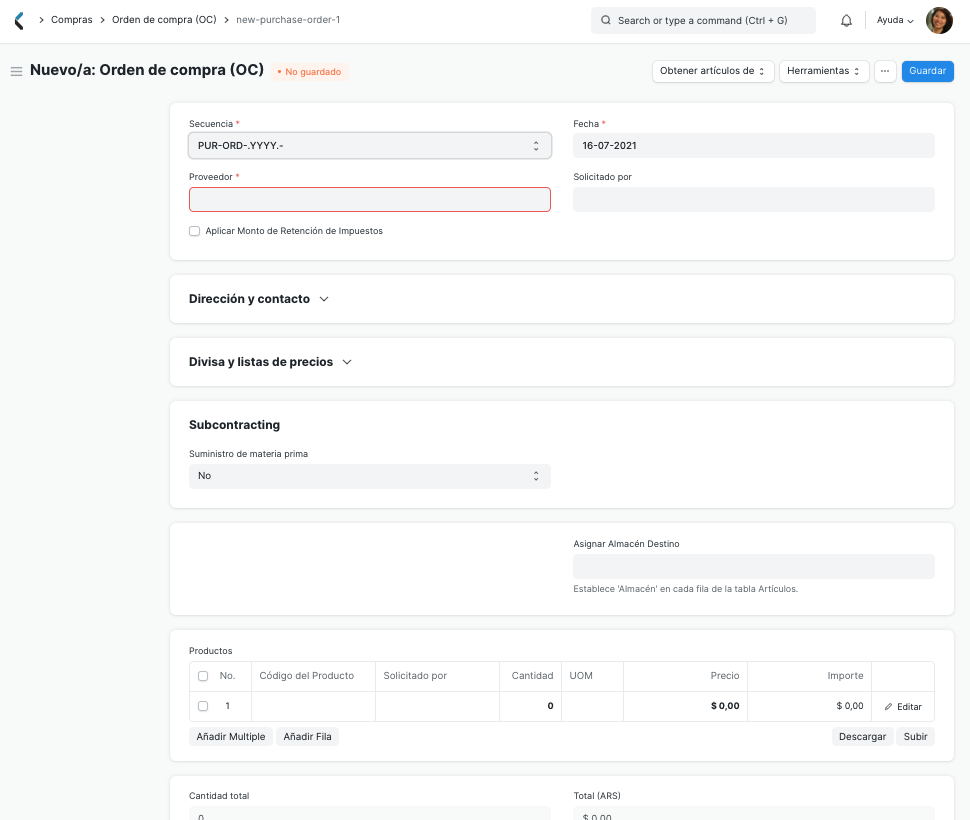 Compras Orden de compra (OC) new-purchase-order-1 Search or type a command (Ctrl + G) Ayuda
Nuevo/a: Orden de compra (OC) • No guardado Obtener artículos de Herramientas ... Guardar
Secuencia * Fecha *
PUR-ORD-.YYYY.- 16-07-2021
Proveedor * Solicitado por
Aplicar Monto de Retención de Impuestos
Dirección y contacto
Divisa y listas de precios
Subcontracting
Suministro de materia prima
No
Asignar Almacén Destino
Establece 'Almacén' en cada fila de la tabla Artículos.
Productos
No. Código del Producto Solicitado por Cantidad UOM Precio Importe
1 0 $ 0,00 $ 0,00 Editar
Añadir Multiple Añadir Fila Descargar Subir
Cantidad total Total (ARS)
0 $ 0,00